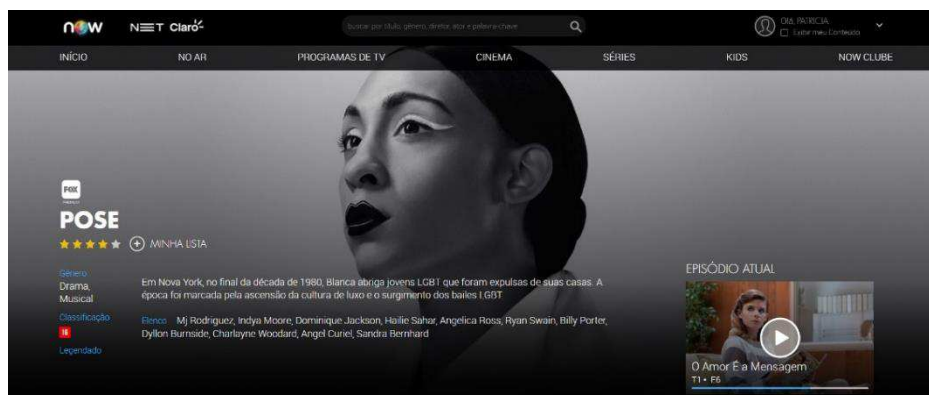 now NET Claro
buscar por título, gênero, diretor, ator e palavra-chave
OLÁ, PATRICIA
Exibir meu Conteúdo
INÍCIO NO AR PROGRAMAS DE TV CINEMA SÉRIES KIDS NOW CLUBE
FOX
POSE
MINHA LISTA
Gênero
Drama,
Musical
Em Nova York, no final da década de 1980, Blanca abriga jovens LGBT que foram expulsas de suas casas. A
época foi marcada pela ascensão da cultura de luxo e o surgimento dos bailes LGBT
Classificação
16
Elenco Mj Rodriguez, Indya Moore, Dominique Jackson, Hailie Sahar, Angelica Ross, Ryan Swain, Billy Porter,
Dyllon Burnside, Charlayne Woodard, Angel Curiel, Sandra Bernhard
Legendado
EPISÓDIO ATUAL
O Amor É a Mensagem
T1 • E6